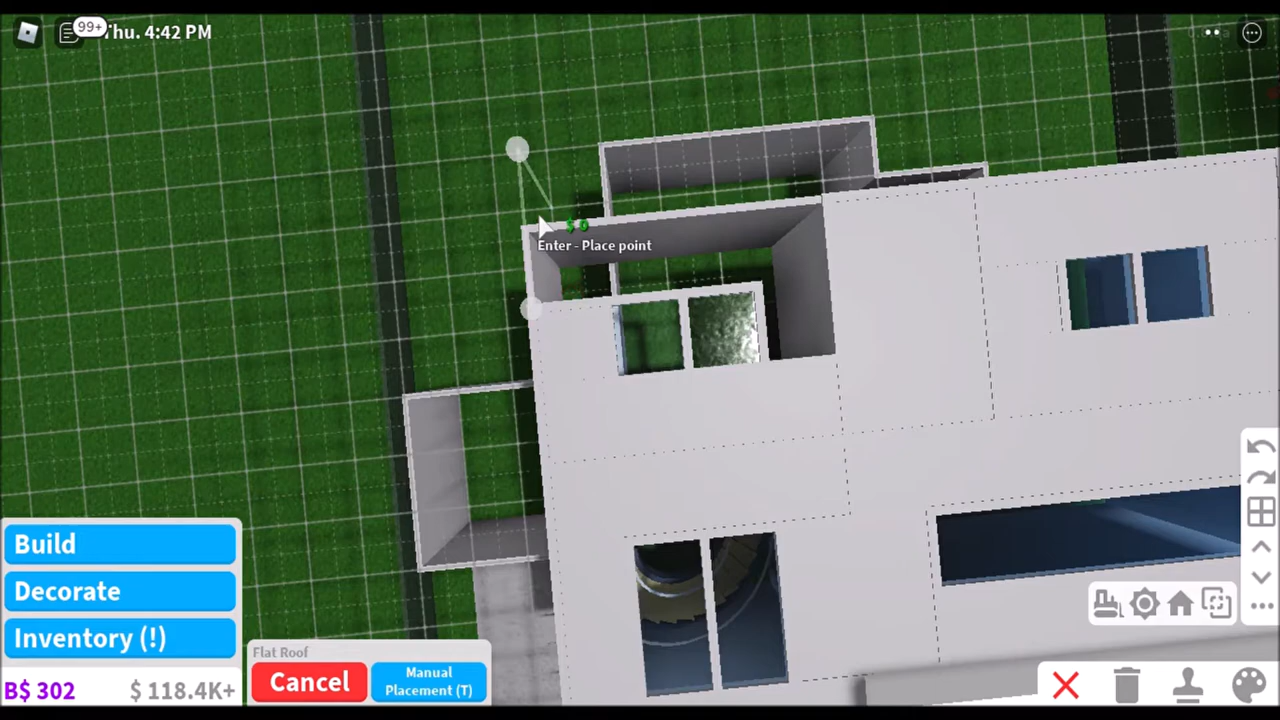 99+
Thu. 4:42 PM
$ 0
Enter - Place point
Build
Decorate
Inventory (!)
B$ 302
$ 118.4K+
Flat Roof
Cancel
Manual
Placement (T)